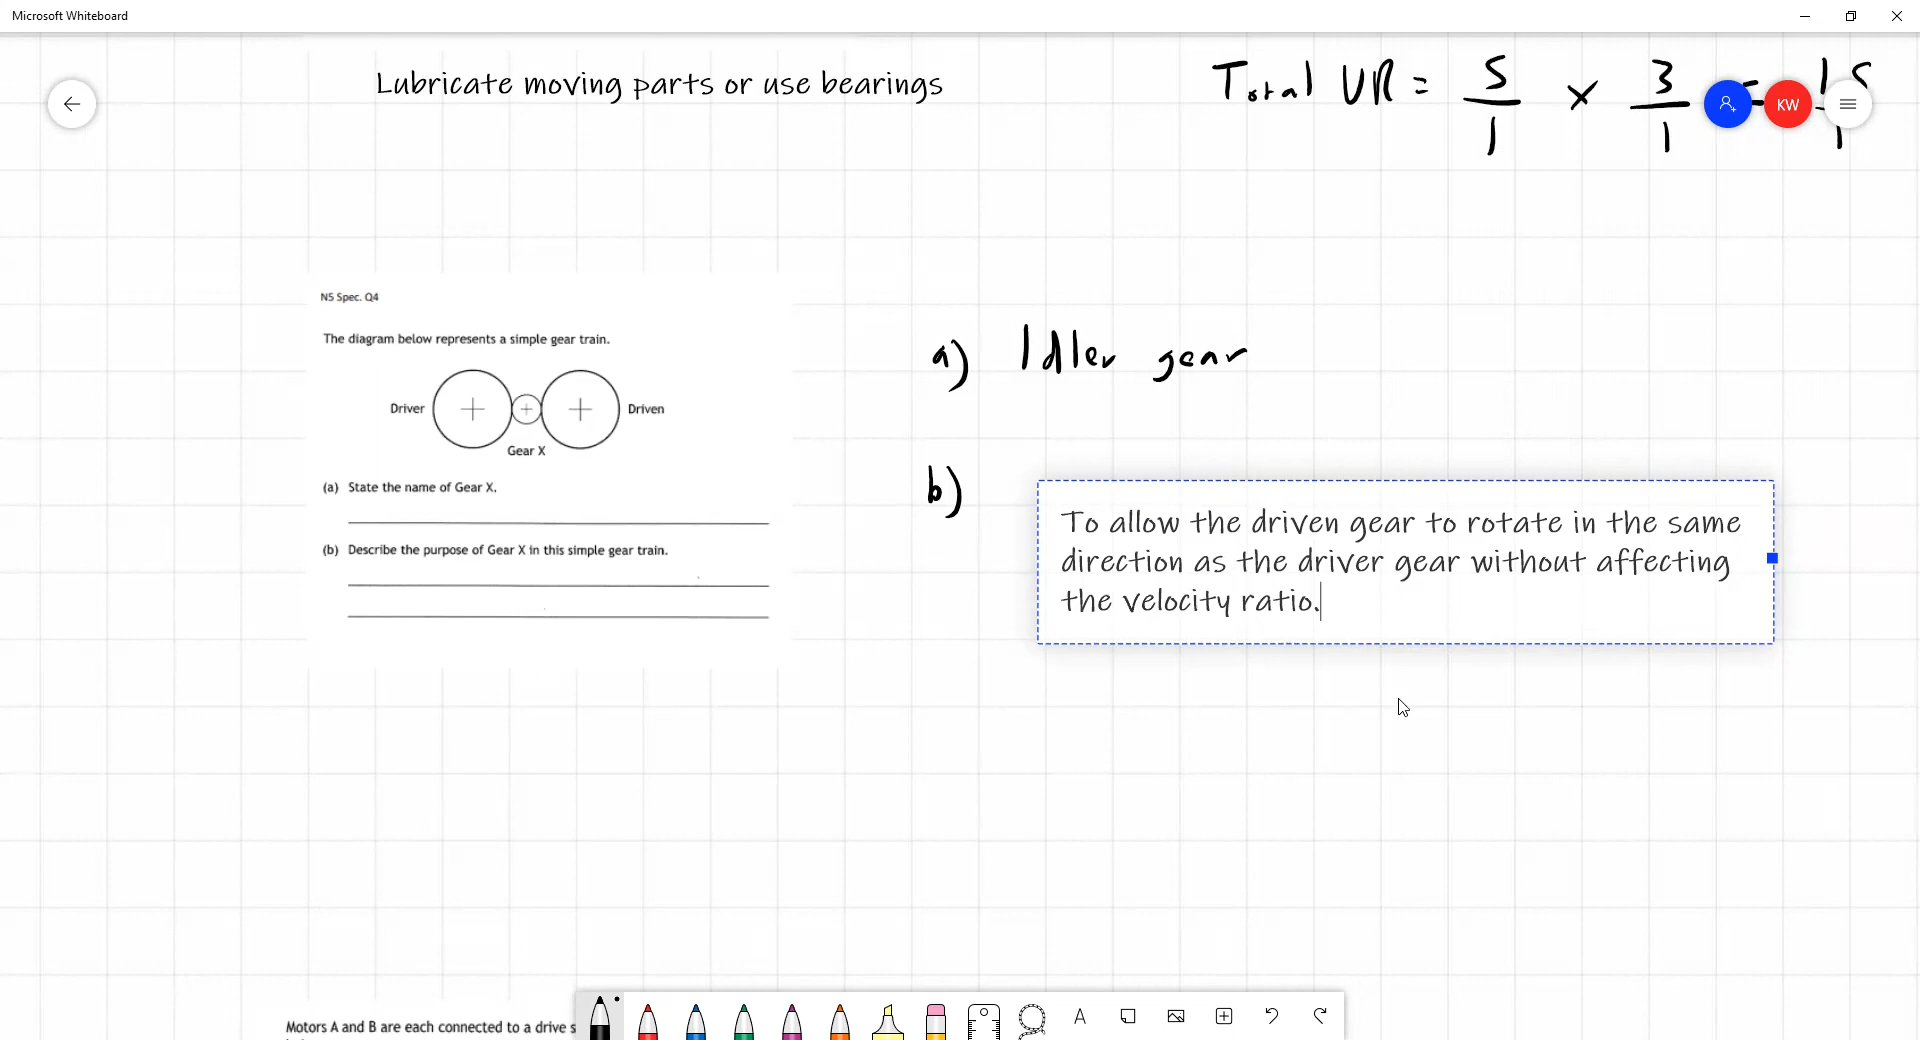 Microsoft Whiteboard
Lubricate moving parts or use bearings
Total VR = 5/1 × 3/1 = 15/1
KW
N5 Spec. Q4
The diagram below represents a simple gear train.
Driver
Driven
Gear X
(a) State the name of Gear X.
(b) Describe the purpose of Gear X in this simple gear train.
a) Idler gear
b)
To allow the driven gear to rotate in the same
direction as the driver gear without affecting
the velocity ratio.
Motors A and B are each connected to a drive s
A